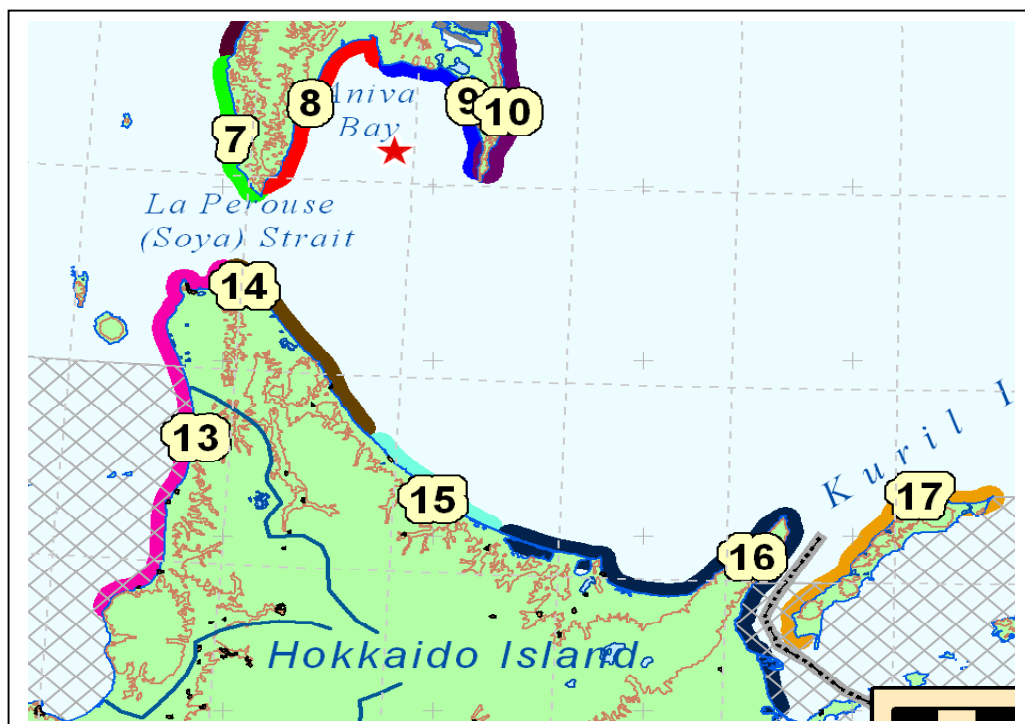 8
Aniva
9
10
7
Bay
La Perouse
(Soya) Strait
14
13
15
17
Kuril I
16
Hokkaido Island